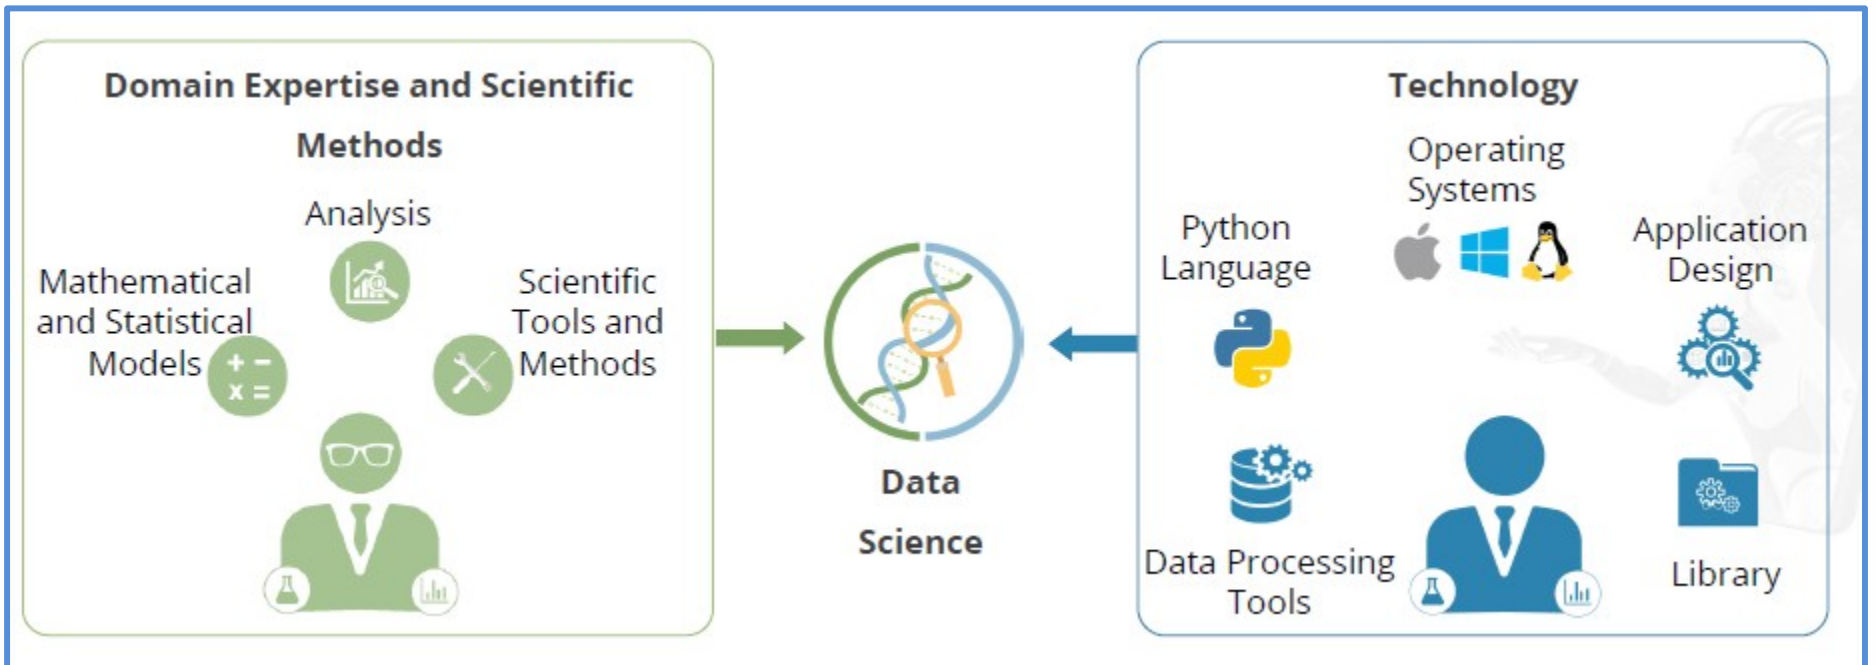 Domain Expertise and Scientific
Methods
Analysis
Mathematical
and Statistical
Models
+ −
x =
Scientific
Tools and
Methods
Data
Science
Technology
Operating
Systems
Python
Language
Application
Design
Data Processing
Tools
Library